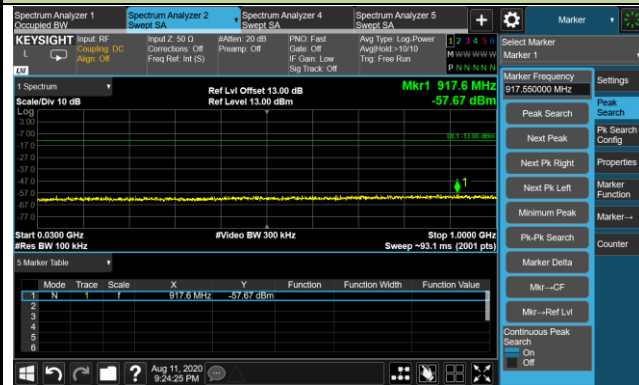 Spectrum Analyzer 1
Occupied BW
Spectrum Analyzer 2
Swept SA
Spectrum Analyzer 4
Swept SA
Spectrum Analyzer 5
Swept SA
+
Marker
KEYSIGHT
L
LXI
Input: RF
Coupling: DC
Align: Off
Input Z: 50 Ω
Corrections: Off
Freq Ref: Int (S)
#Atten: 20 dB
Preamp: Off
PNO: Fast
Gate: Off
IF Gain: Low
Sig Track: Off
Avg Type: Log-Power
Avg|Hold:>10/10
Trig: Free Run
1 2 3 4 5 6
M W W W W W
P N N N N N
Select Marker
Marker 1
1 Spectrum
Scale/Div 10 dB
Ref Lvl Offset 13.00 dB
Ref Level 13.00 dBm
Mkr1 917.6 MHz
-57.67 dBm
Log
3.00
-7.00
-17.0
-27.0
-37.0
-47.0
-57.0
-67.0
-77.0
DL1 -13.00 dBm
1
Start 0.0300 GHz
#Res BW 100 kHz
#Video BW 300 kHz
Stop 1.0000 GHz
Sweep ~93.1 ms (2001 pts)
5 Marker Table
Mode Trace Scale X Y Function Function Width Function Value
1 N 1 f 917.6 MHz -57.67 dBm
2
3
4
5
6
Marker Frequency
917.550000 MHz
Peak Search
Next Peak
Next Pk Right
Next Pk Left
Minimum Peak
Pk-Pk Search
Marker Delta
Mkr→CF
Mkr→Ref Lvl
Continuous Peak
Search
On
Off
Settings
Peak
Search
Pk Search
Config
Properties
Marker
Function
Marker→
Counter
?
Aug 11, 2020
9:24:25 PM